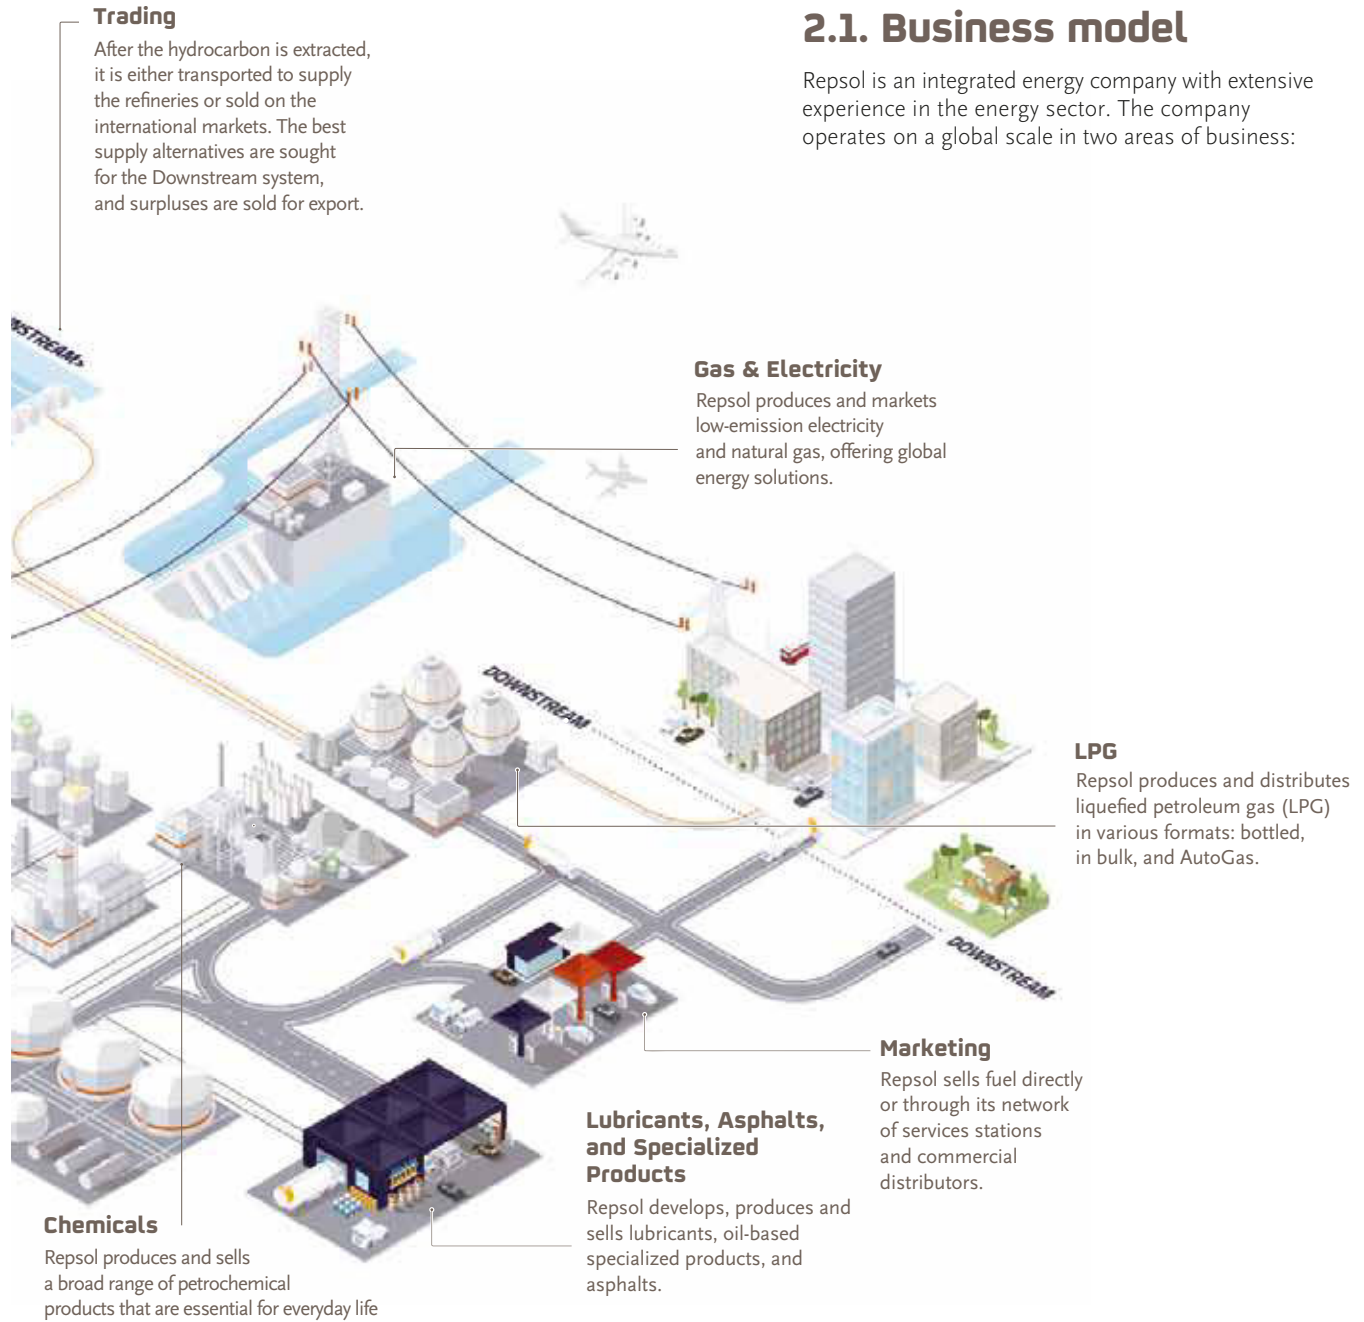 Trading
After the hydrocarbon is extracted,
it is either transported to supply
the refineries or sold on the
international markets. The best
supply alternatives are sought
for the Downstream system,
and surpluses are sold for export.
2.1. Business model
Repsol is an integrated energy company with extensive
experience in the energy sector. The company
operates on a global scale in two areas of business:
NSTREAM>
Gas & Electricity
Repsol produces and markets
low-emission electricity
and natural gas, offering global
energy solutions.
DOWNSTREAM
LPG
Repsol produces and distributes
liquefied petroleum gas (LPG)
in various formats: bottled,
in bulk, and AutoGas.
DOWNSTREAM
Marketing
Repsol sells fuel directly
or through its network
of services stations
and commercial
distributors.
Lubricants, Asphalts,
and Specialized
Products
Repsol develops, produces and
sells lubricants, oil-based
specialized products, and
asphalts.
Chemicals
Repsol produces and sells
a broad range of petrochemical
products that are essential for everyday life